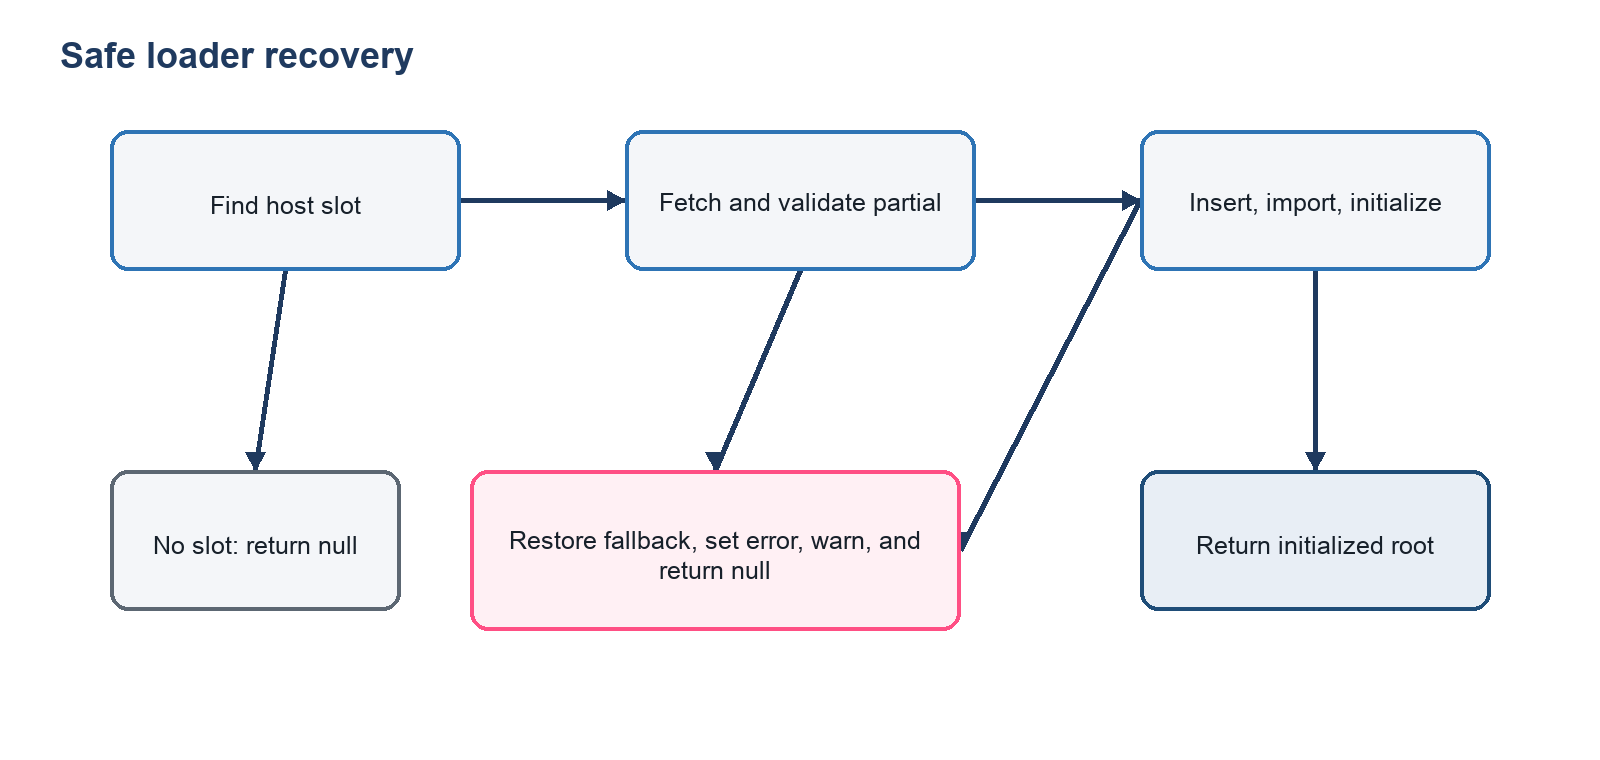 Safe loader recovery
Find host slot
Fetch and validate partial
Insert, import, initialize
No slot: return null
Restore fallback, set error, warn, and
return null
Return initialized root